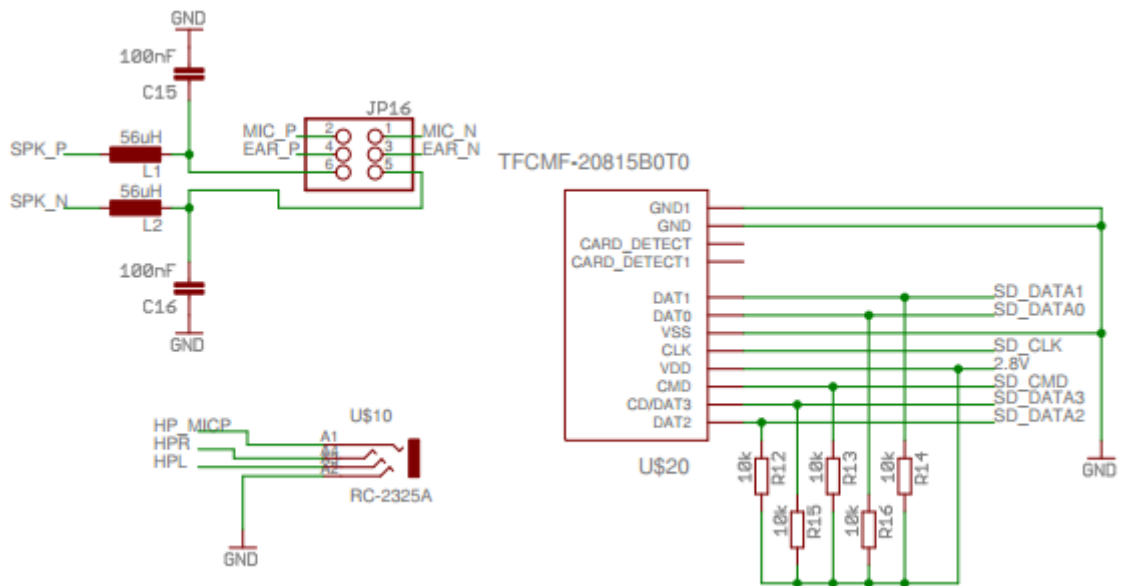 GND
100nF
C15
SPK_P
56uH
L1
SPK_N
56uH
L2
100nF
C16
GND
JP16
MIC_P
2
1
MIC_N
EAR_P
4
3
EAR_N
6
5
HP_MICP
HPR
HPL
U$10
A1
A2
RC-2325A
GND
TFCMF-20815B0T0
GND1
GND
CARD_DETECT
CARD_DETECT1
DAT1
SD_DATA1
DAT0
SD_DATA0
VSS
CLK
SD_CLK
VDD
2.8V
CMD
SD_CMD
CD/DAT3
SD_DATA3
DAT2
SD_DATA2
U$20
10k
R12
10k
R13
10k
R14
10k
R15
10k
R16
GND